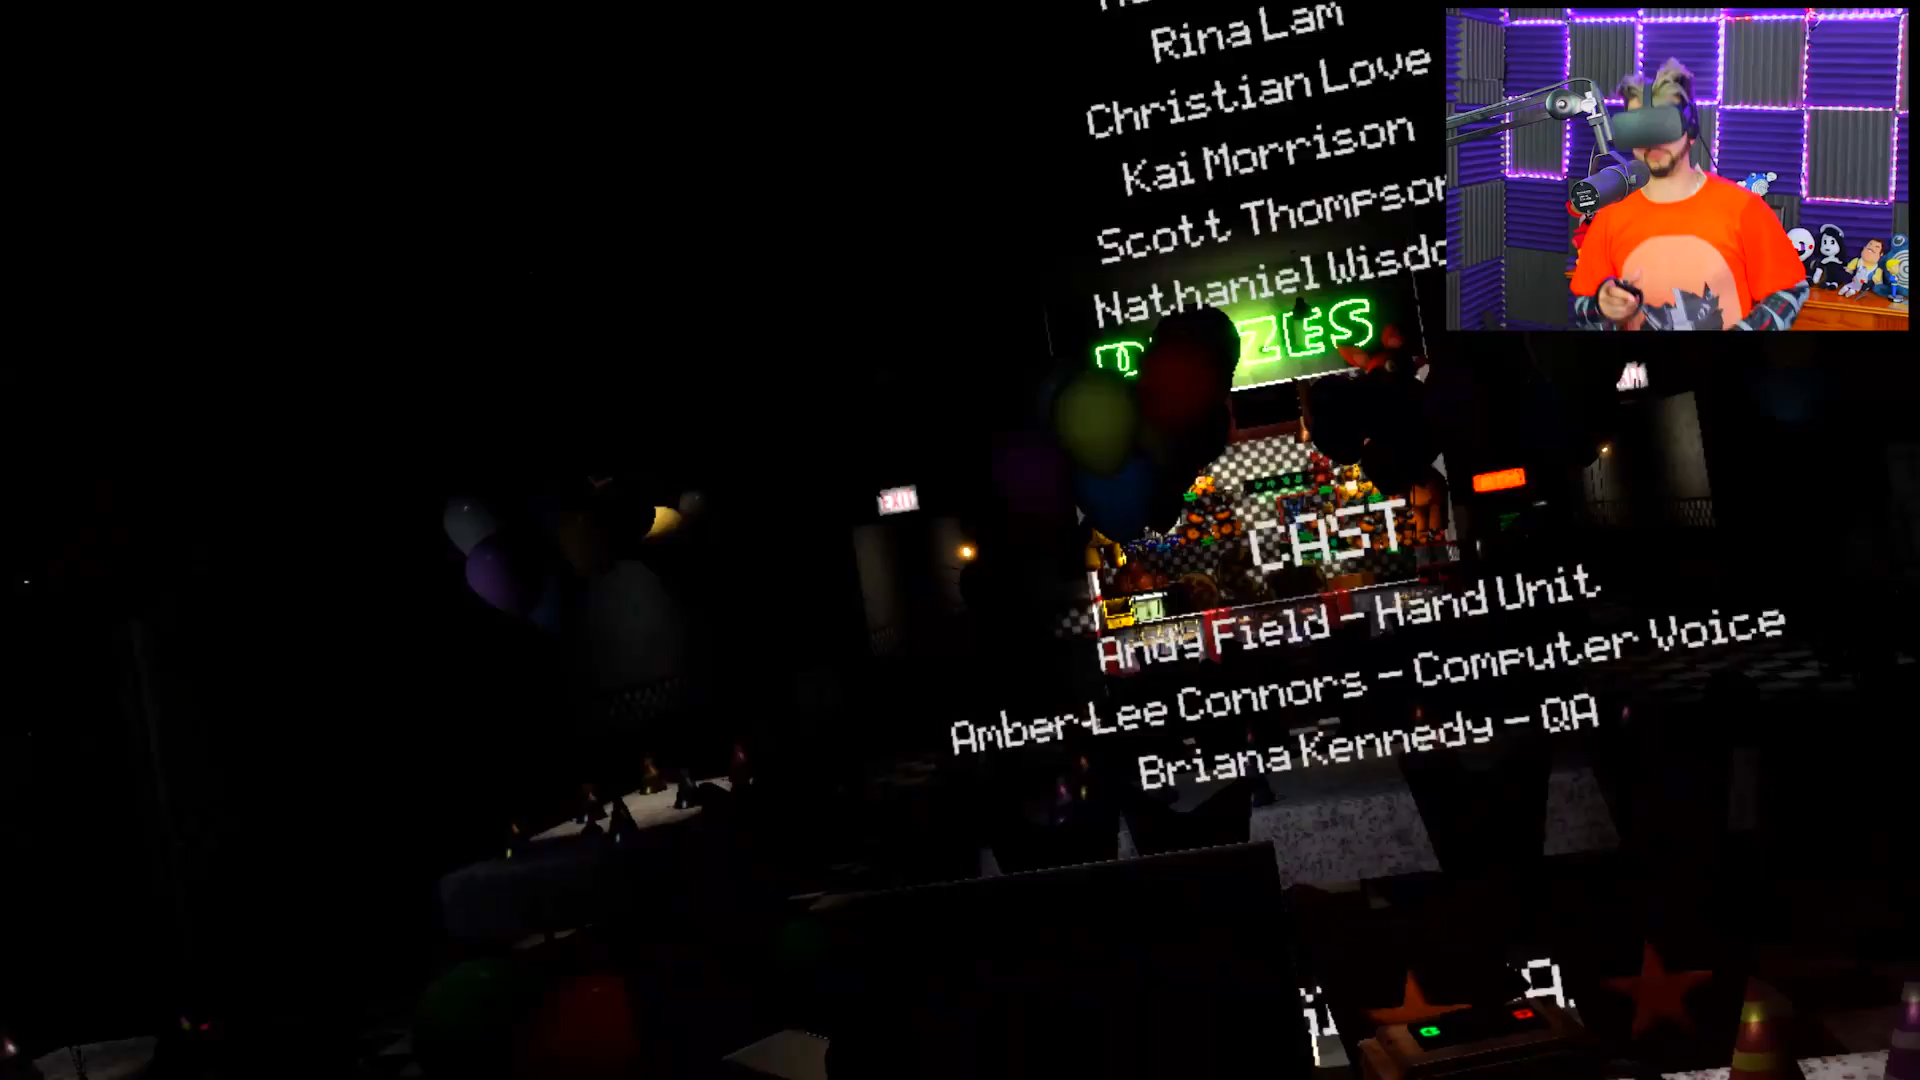 Rina Lam
Christian Love
Kai Morrison
Scott Thompson
Nathaniel
ZES
EXIT
CAST
Andy Field - Hand Unit
Amber-Lee Connors - Computer Voice
Briana Kennedy - QA